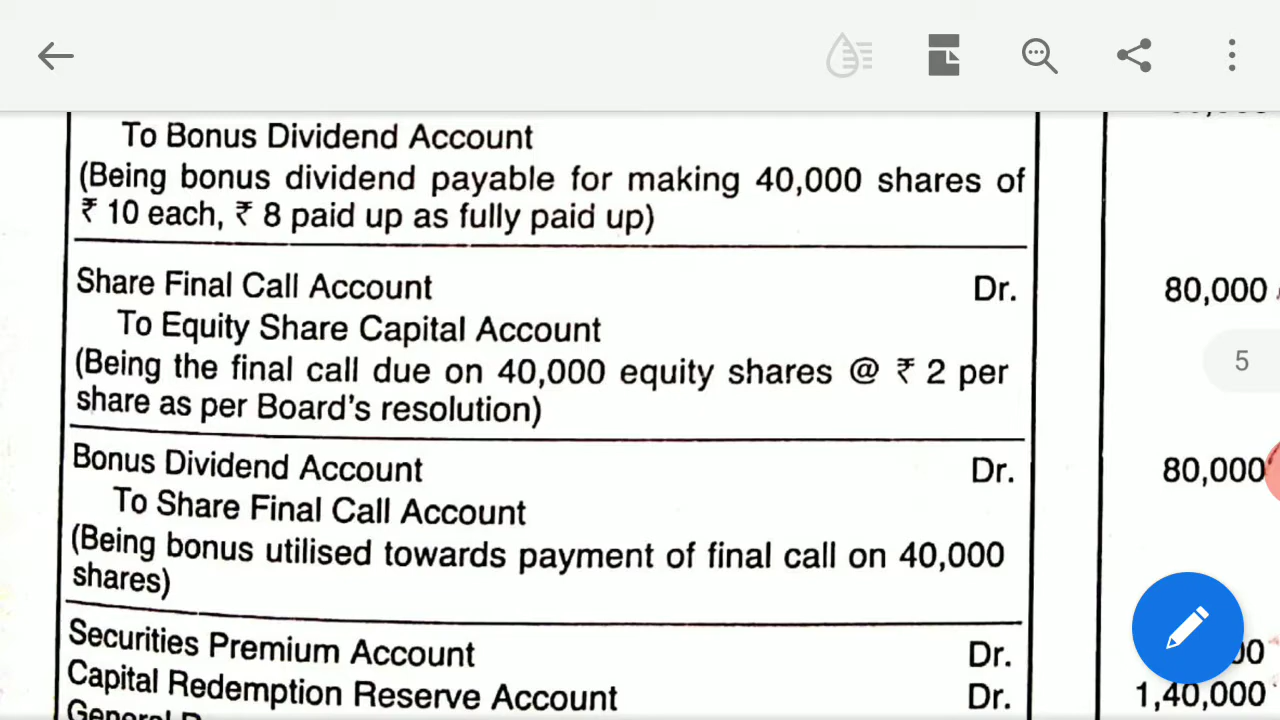 To Bonus Dividend Account
(Being bonus dividend payable for making 40,000 shares of
₹ 10 each, ₹ 8 paid up as fully paid up)
Share Final Call Account Dr. 80,000
To Equity Share Capital Account
(Being the final call due on 40,000 equity shares @ ₹ 2 per
share as per Board's resolution)
5
Bonus Dividend Account Dr. 80,000
To Share Final Call Account
(Being bonus utilised towards payment of final call on 40,000
shares)
Securities Premium Account Dr.
Capital Redemption Reserve Account Dr. 1,40,000